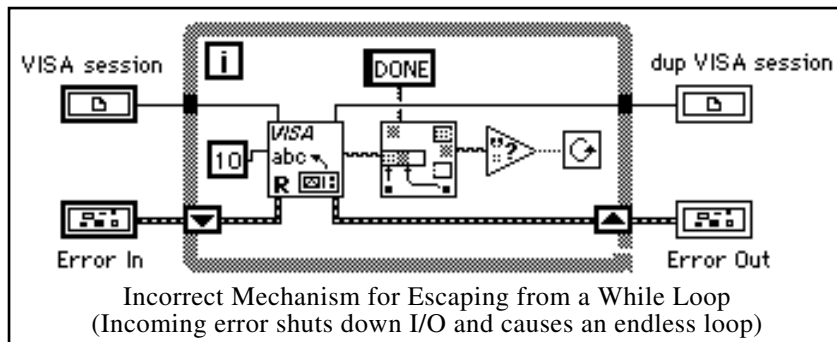 i
VISA session
DONE
dup VISA session
VISA
abc
10
R
?
Error In
Error Out
Incorrect Mechanism for Escaping from a While Loop
(Incoming error shuts down I/O and causes an endless loop)